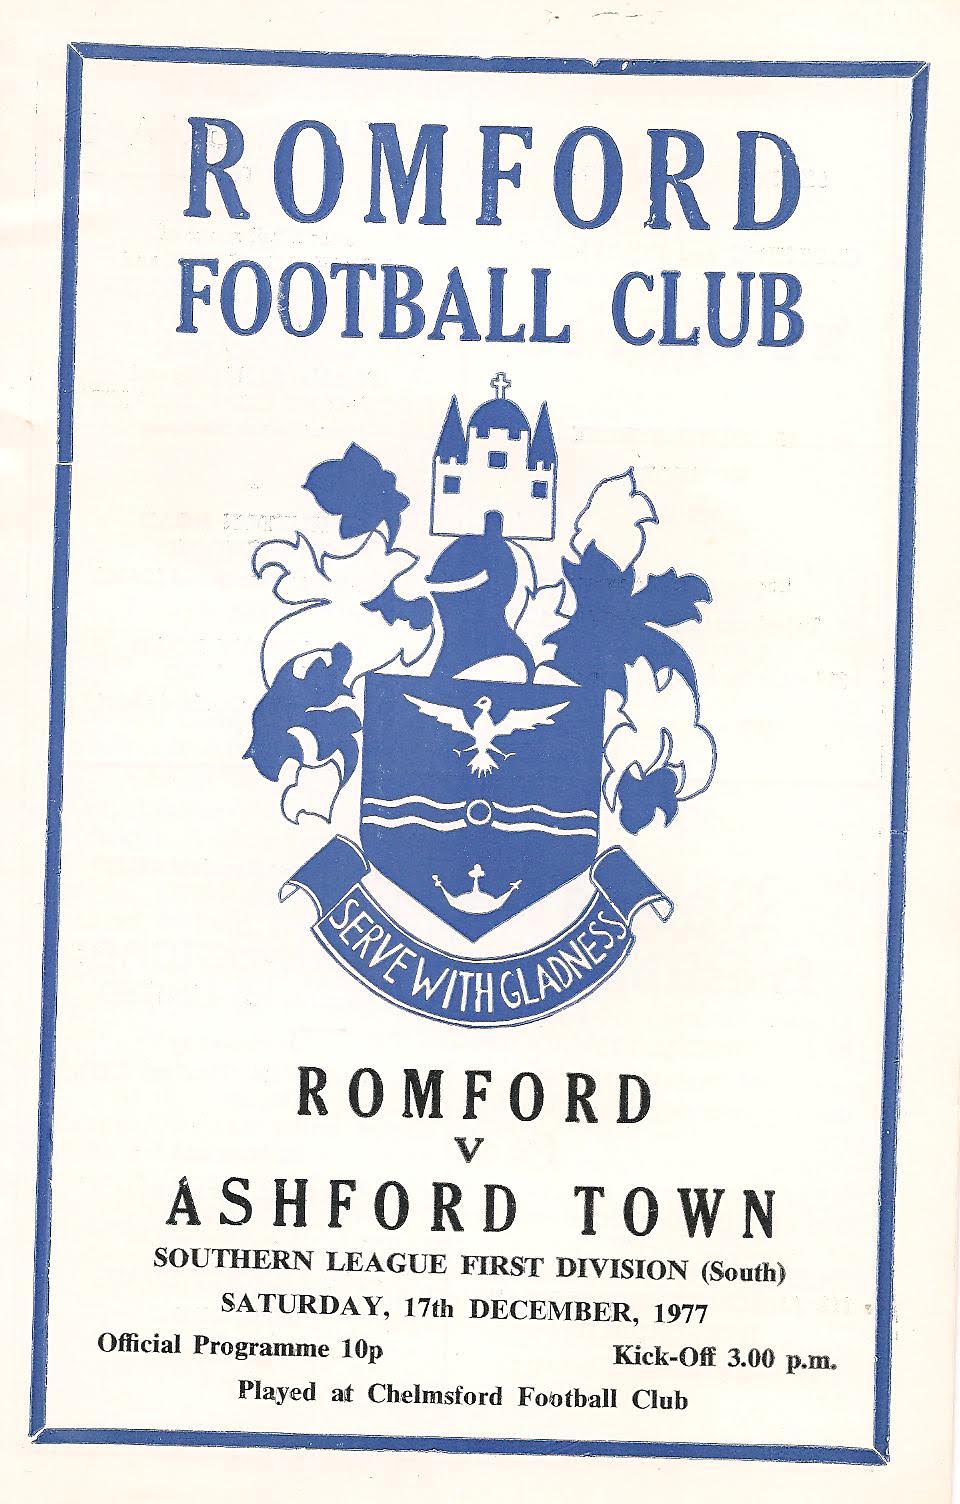 ROMFORD
FOOTBALL CLUB
SERVE WITH GLADNESS
ROMFORD
V
ASHFORD TOWN
SOUTHERN LEAGUE FIRST DIVISION (South)
SATURDAY, 17th DECEMBER, 1977
Official Programme 10p
Kick-Off 3.00 p.m.
Played at Chelmsford Football Club